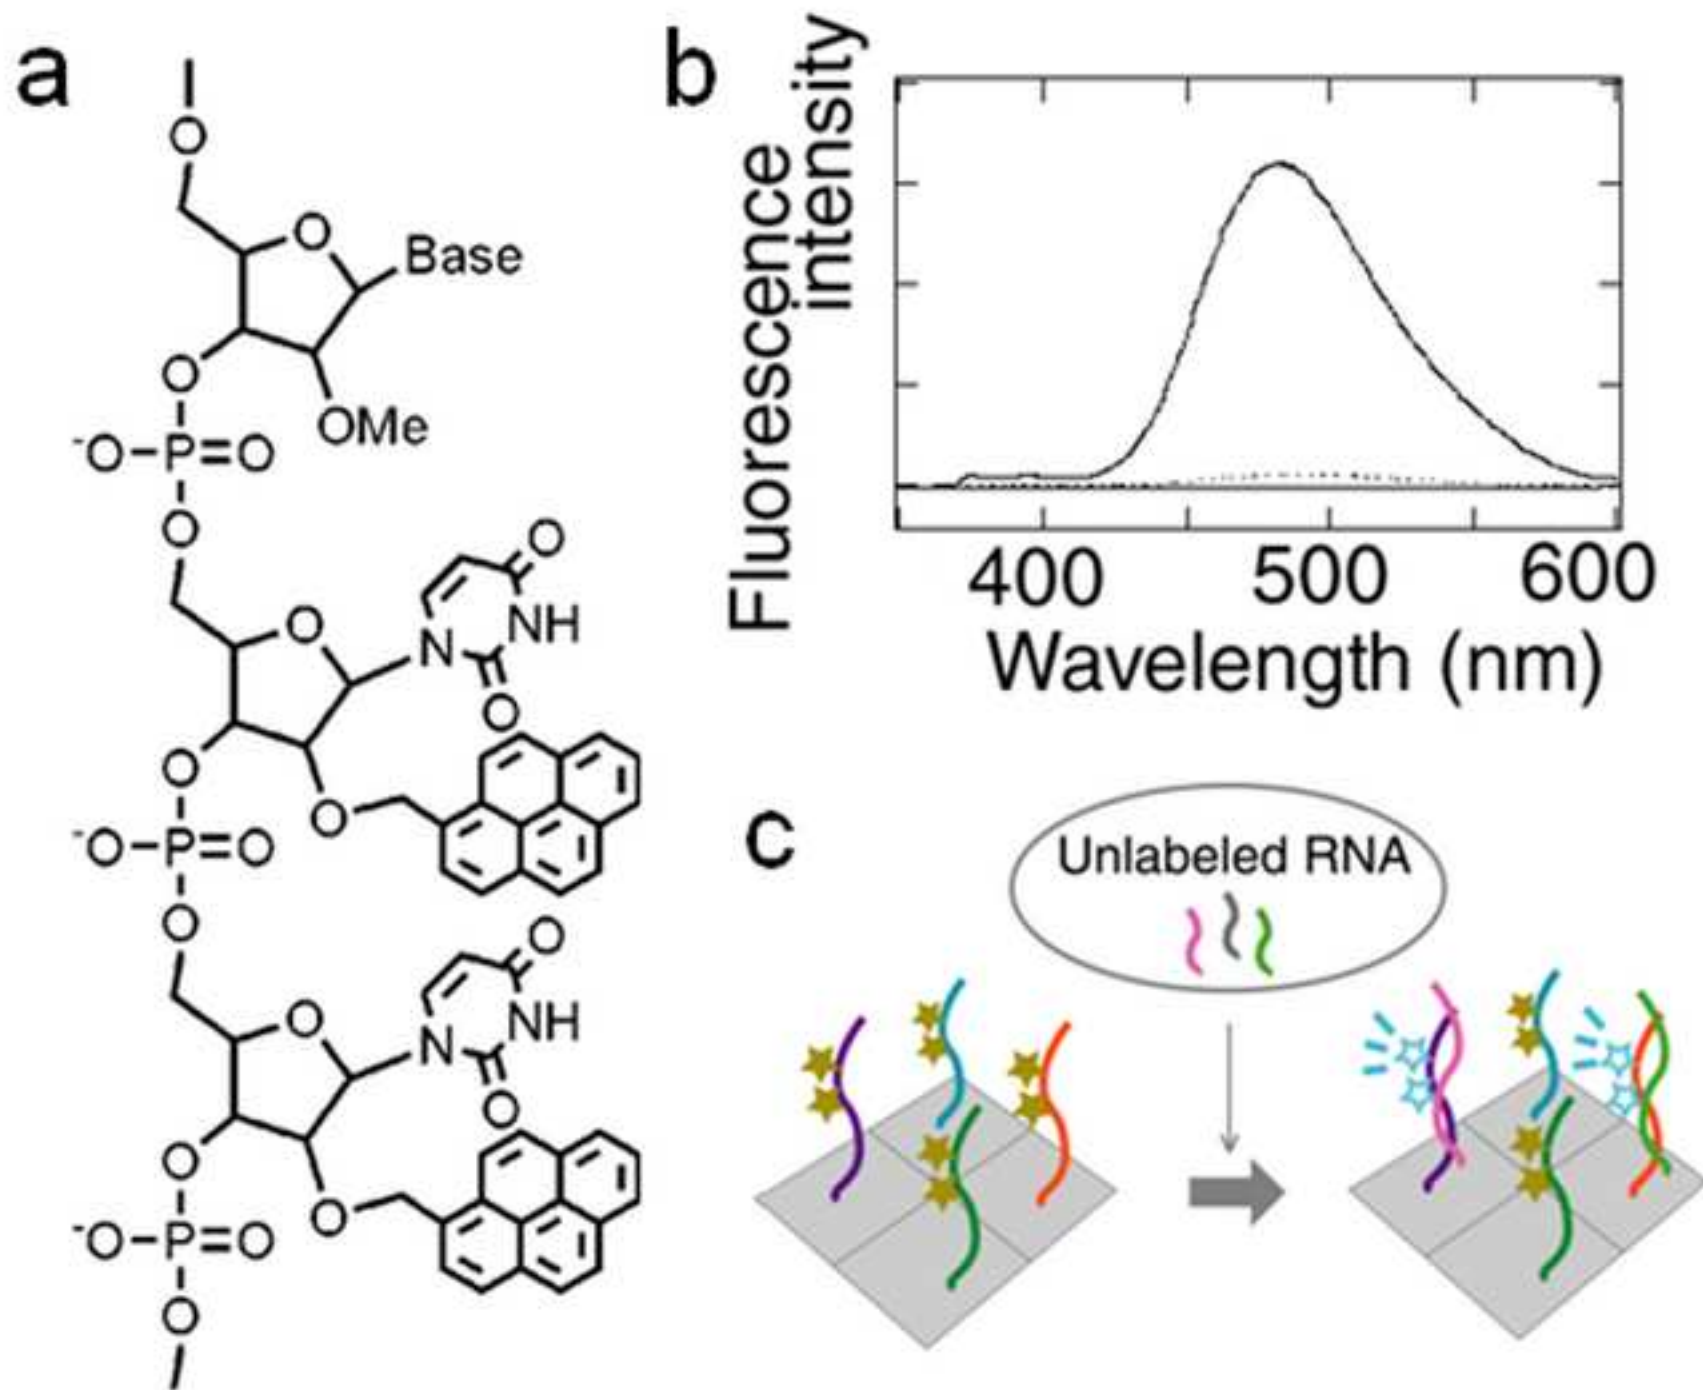 a
O
O
Base
O
OMe
-O-P=O
O
O
O
NH
N
O
O
O
O
-O-P=O
O
O
O
NH
N
O
O
O
O
-O-P=O
O
b
Fluorescence
intensity
400
500
600
Wavelength (nm)
c
Unlabeled RNA